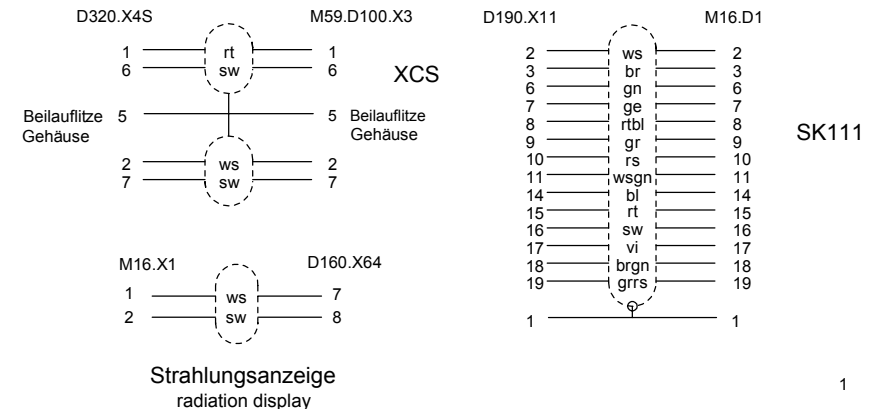 D320.X4S M59.D100.X3
1 rt 1
6 sw 6
XCS
Beilauflitze 5 5 Beilauflitze
Gehäuse Gehäuse
2 ws 2
7 sw 7
M16.X1 D160.X64
1 ws 7
2 sw 8
Strahlungsanzeige
radiation display
D190.X11 M16.D1
2 ws 2
3 br 3
6 gn 6
7 ge 7
8 rtbl 8
9 gr 9
10 rs 10
11 wsgn 11
14 bl 14
15 rt 15
16 sw 16
17 vi 17
18 brgn 18
19 grrs 19
1 1
SK111
1